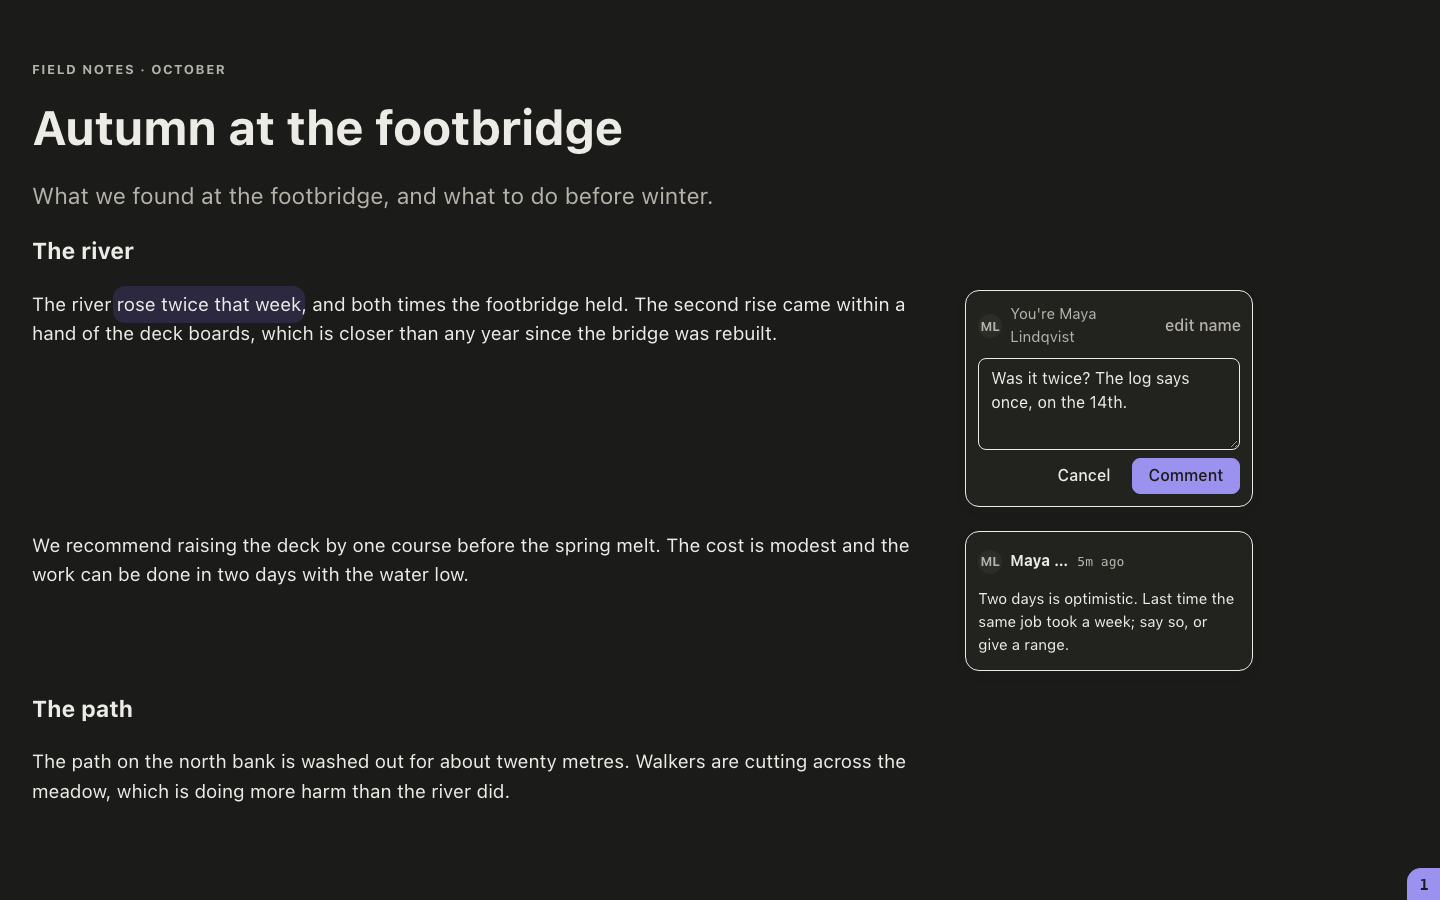 FIELD NOTES · OCTOBER
Autumn at the footbridge
What we found at the footbridge, and what to do before winter.
The river
The river rose twice that week, and both times the footbridge held. The second rise came within a
hand of the deck boards, which is closer than any year since the bridge was rebuilt.
ML
You're Maya
Lindqvist
edit name
Was it twice? The log says
once, on the 14th.
Cancel
Comment
We recommend raising the deck by one course before the spring melt. The cost is modest and the
work can be done in two days with the water low.
ML
Maya ...
5m ago
Two days is optimistic. Last time the
same job took a week; say so, or
give a range.
The path
The path on the north bank is washed out for about twenty metres. Walkers are cutting across the
meadow, which is doing more harm than the river did.
1